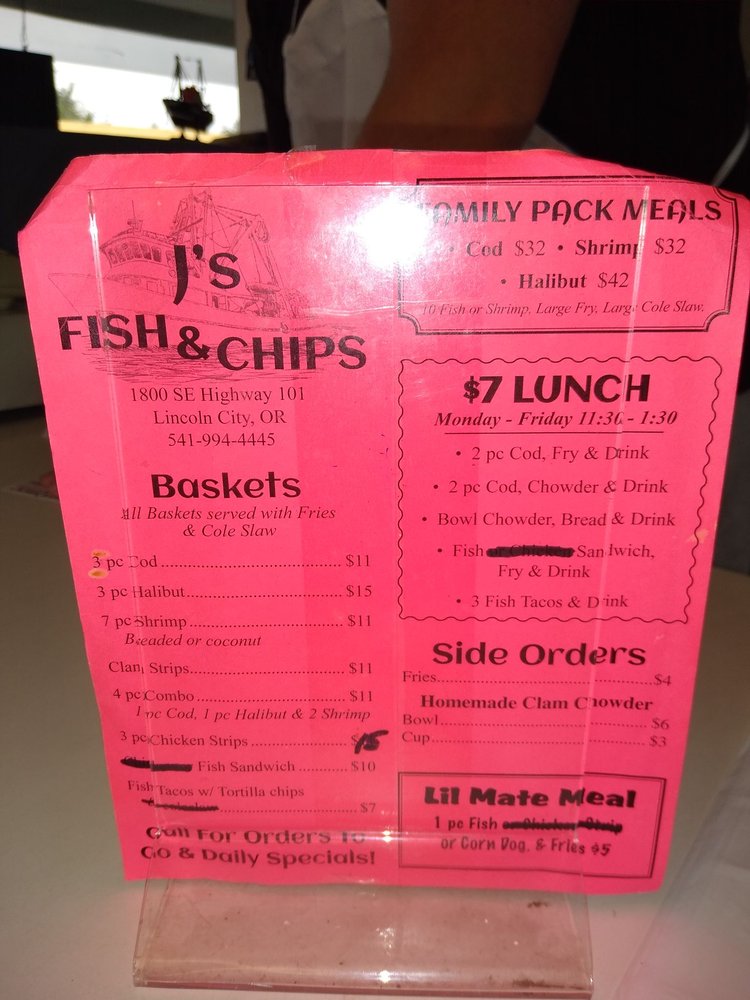 J's
FISH & CHIPS
1800 SE Highway 101
Lincoln City, OR
541-994-4445
Baskets
All Baskets served with Fries
& Cole Slaw
3 pc Cod $11
3 pc Halibut $15
7 pc Shrimp $11
Breaded or coconut
Clam Strips $11
4 pc Combo $11
1 pc Cod, 1 pc Halibut & 2 Shrimp
3 pc Chicken Strips $15
Fish Sandwich $10
Fish Tacos w/ Tortilla chips
$7
Call For Orders To
Go & Daily Specials!
FAMILY PACK MEALS
• Cod $32 • Shrimp $32
• Halibut $42
10 Fish or Shrimp, Large Fry, Large Cole Slaw.
$7 LUNCH
Monday - Friday 11:30 - 1:30
• 2 pc Cod, Fry & Drink
• 2 pc Cod, Chowder & Drink
• Bowl Chowder, Bread & Drink
• Fish or Chicken Sandwich,
Fry & Drink
• 3 Fish Tacos & Drink
Side Orders
Fries $4
Homemade Clam Chowder
Bowl $6
Cup $3
Lil Mate Meal
1 pc Fish or Chicken Strip
or Corn Dog, & Fries $5